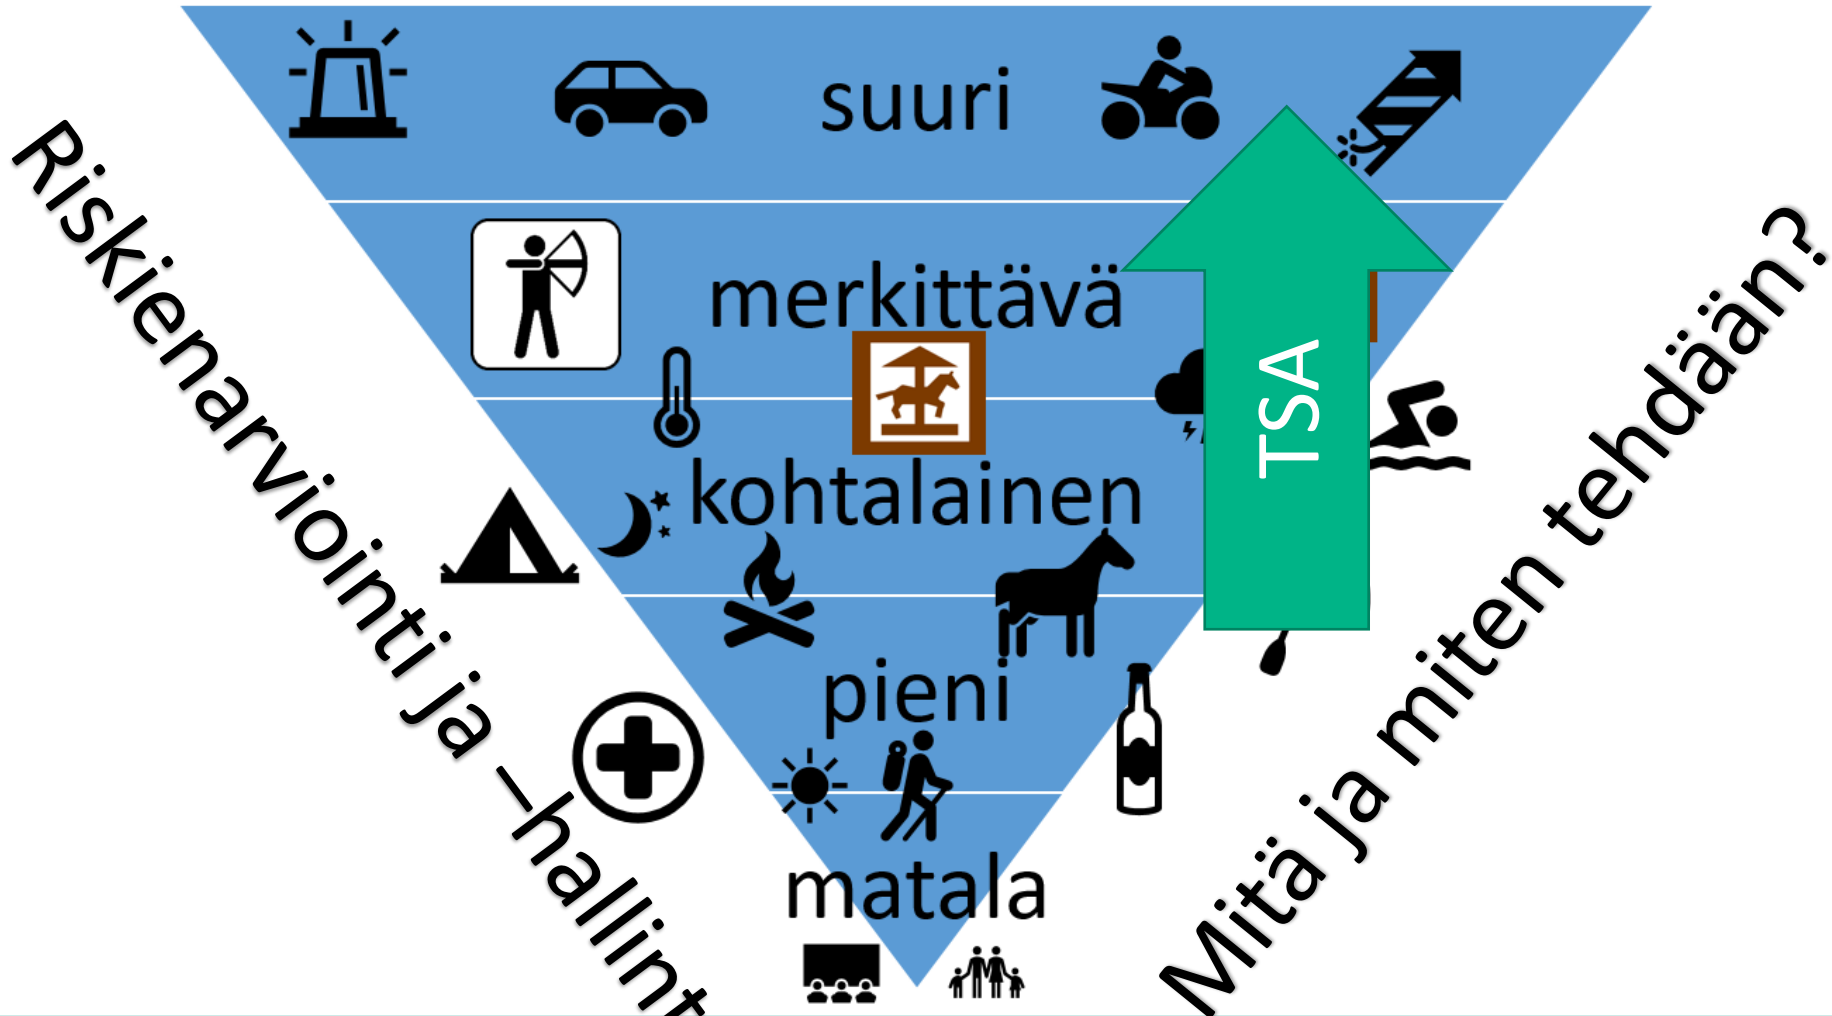 suuri
merkittävä
kohtalainen
pieni
matala
TSA
Riskienarviointi ja –hallint
Mitä ja miten tehdään?